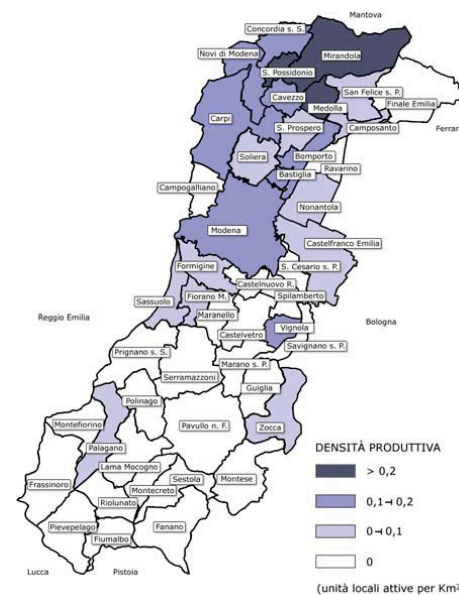 Mantova
Concordia s. S.
Novi di Modena
Mirandola
S. Possidonio
San Felice s. P.
Cavezzo
Medolla
Finale Emilia
Carpi
S. Prospero
Camposanto
Ferrar
Soliera
Bomporto
Bastiglia
Ravarino
Campogalliano
Nonantola
Modena
Castelfranco Emilia
Formigine
S. Cesario s. P.
Castelnuovo R.
Sassuolo
Fiorano M.
Spilamberto
Maranello
Reggio Emilia
Bologna
Vignola
Castelvetro
Savignano s. P.
Prignano s. S.
Marano s. P.
Serramazzoni
Guiglia
Polinago
Montefiorino
Pavullo n. F.
Zocca
Palagano
DENSITÀ PRODUTTIVA
Lama Mocogno
> 0,2
Frassinoro
Sestola
Montese
Montecreto
Riolunato
0,1⊣ 0,2
Pievepelago
Fanano
0⊣ 0,1
Fiumalbo
0
Lucca
Pistoia
(unità locali attive per Km²